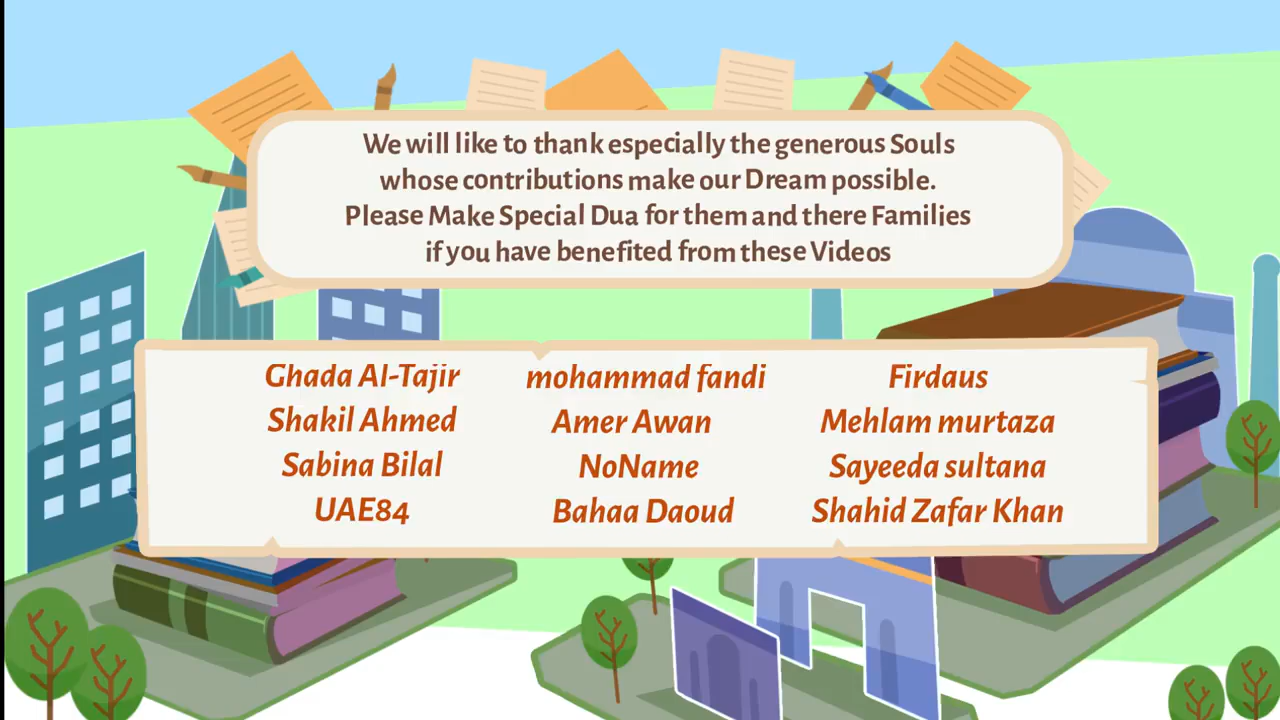 We will like to thank especially the generous Souls
whose contributions make our Dream possible.
Please Make Special Dua for them and there Families
if you have benefited from these Videos
Ghada Al-Tajir mohammad fandi Firdaus
Shakil Ahmed Amer Awan Mehlam murtaza
Sabina Bilal NoName Sayeeda sultana
UAE84 Bahaa Daoud Shahid Zafar Khan